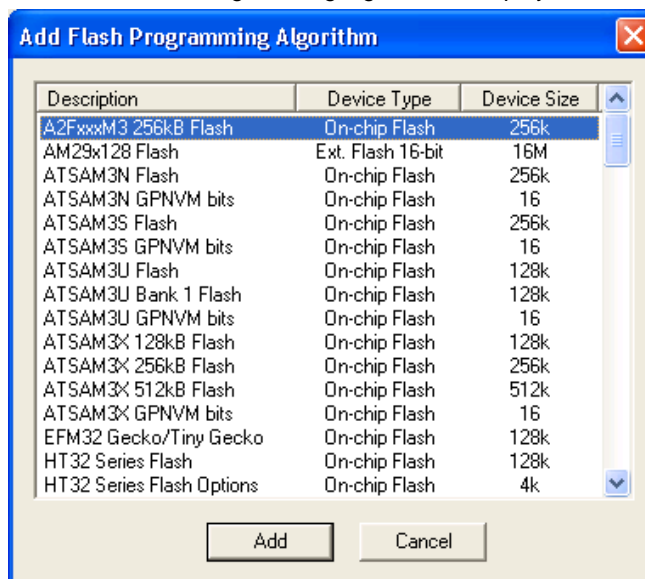 Add Flash Programming Algorithm
Description Device Type Device Size
A2FxxxM3 256kB Flash On-chip Flash 256k
AM29x128 Flash Ext. Flash 16-bit 16M
ATSAM3N Flash On-chip Flash 256k
ATSAM3N GPNVM bits On-chip Flash 16
ATSAM3S Flash On-chip Flash 256k
ATSAM3S GPNVM bits On-chip Flash 16
ATSAM3U Flash On-chip Flash 128k
ATSAM3U Bank 1 Flash On-chip Flash 128k
ATSAM3U GPNVM bits On-chip Flash 16
ATSAM3X 128kB Flash On-chip Flash 128k
ATSAM3X 256kB Flash On-chip Flash 256k
ATSAM3X 512kB Flash On-chip Flash 512k
ATSAM3X GPNVM bits On-chip Flash 16
EFM32 Gecko/Tiny Gecko On-chip Flash 128k
HT32 Series Flash On-chip Flash 128k
HT32 Series Flash Options On-chip Flash 4k
Add Cancel